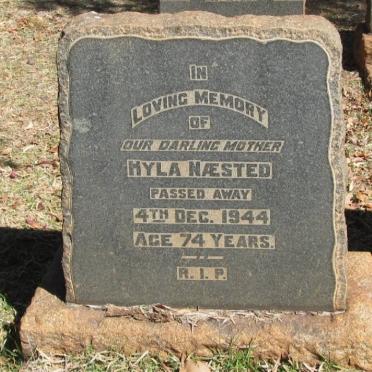 IN
LOVING MEMORY
OF
OUR DARLING MOTHER
HYLA NÆSTED
PASSED AWAY
4TH DEC. 1944
AGE 74 YEARS.
R.I.P.